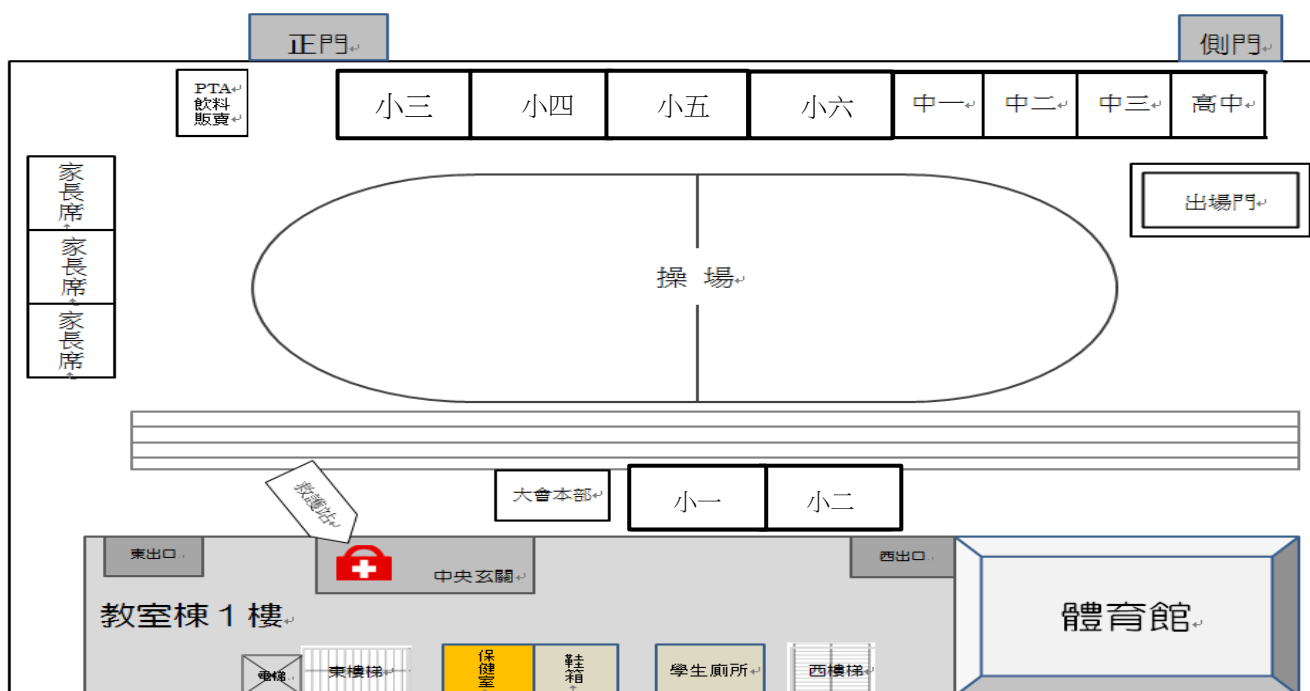 正門
側門
PTA
飲料
販賣
小三
小四
小五
小六
中一
中二
中三
高中
家長席
家長席
家長席
出場門
操場
救護站
大會本部
小一
小二
東出口
中央玄關
西出口
教室棟1樓
體育館
電梯
東樓梯
保健室
鞋箱
學生廁所
西樓梯